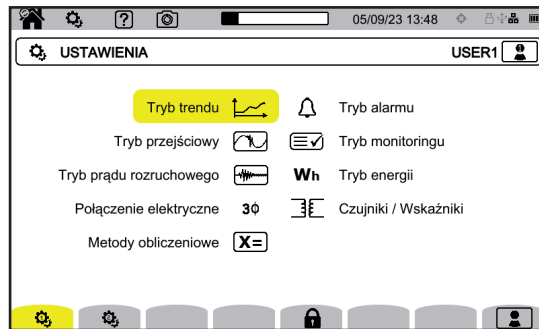 05/09/23 13:48
USTAWIENIA USER1
Tryb trendu Tryb alarmu
Tryb przejściowy Tryb monitoringu
Tryb prądu rozruchowego Wh Tryb energii
Połączenie elektryczne 3ϕ Czujniki / Wskaźniki
Metody obliczeniowe X=